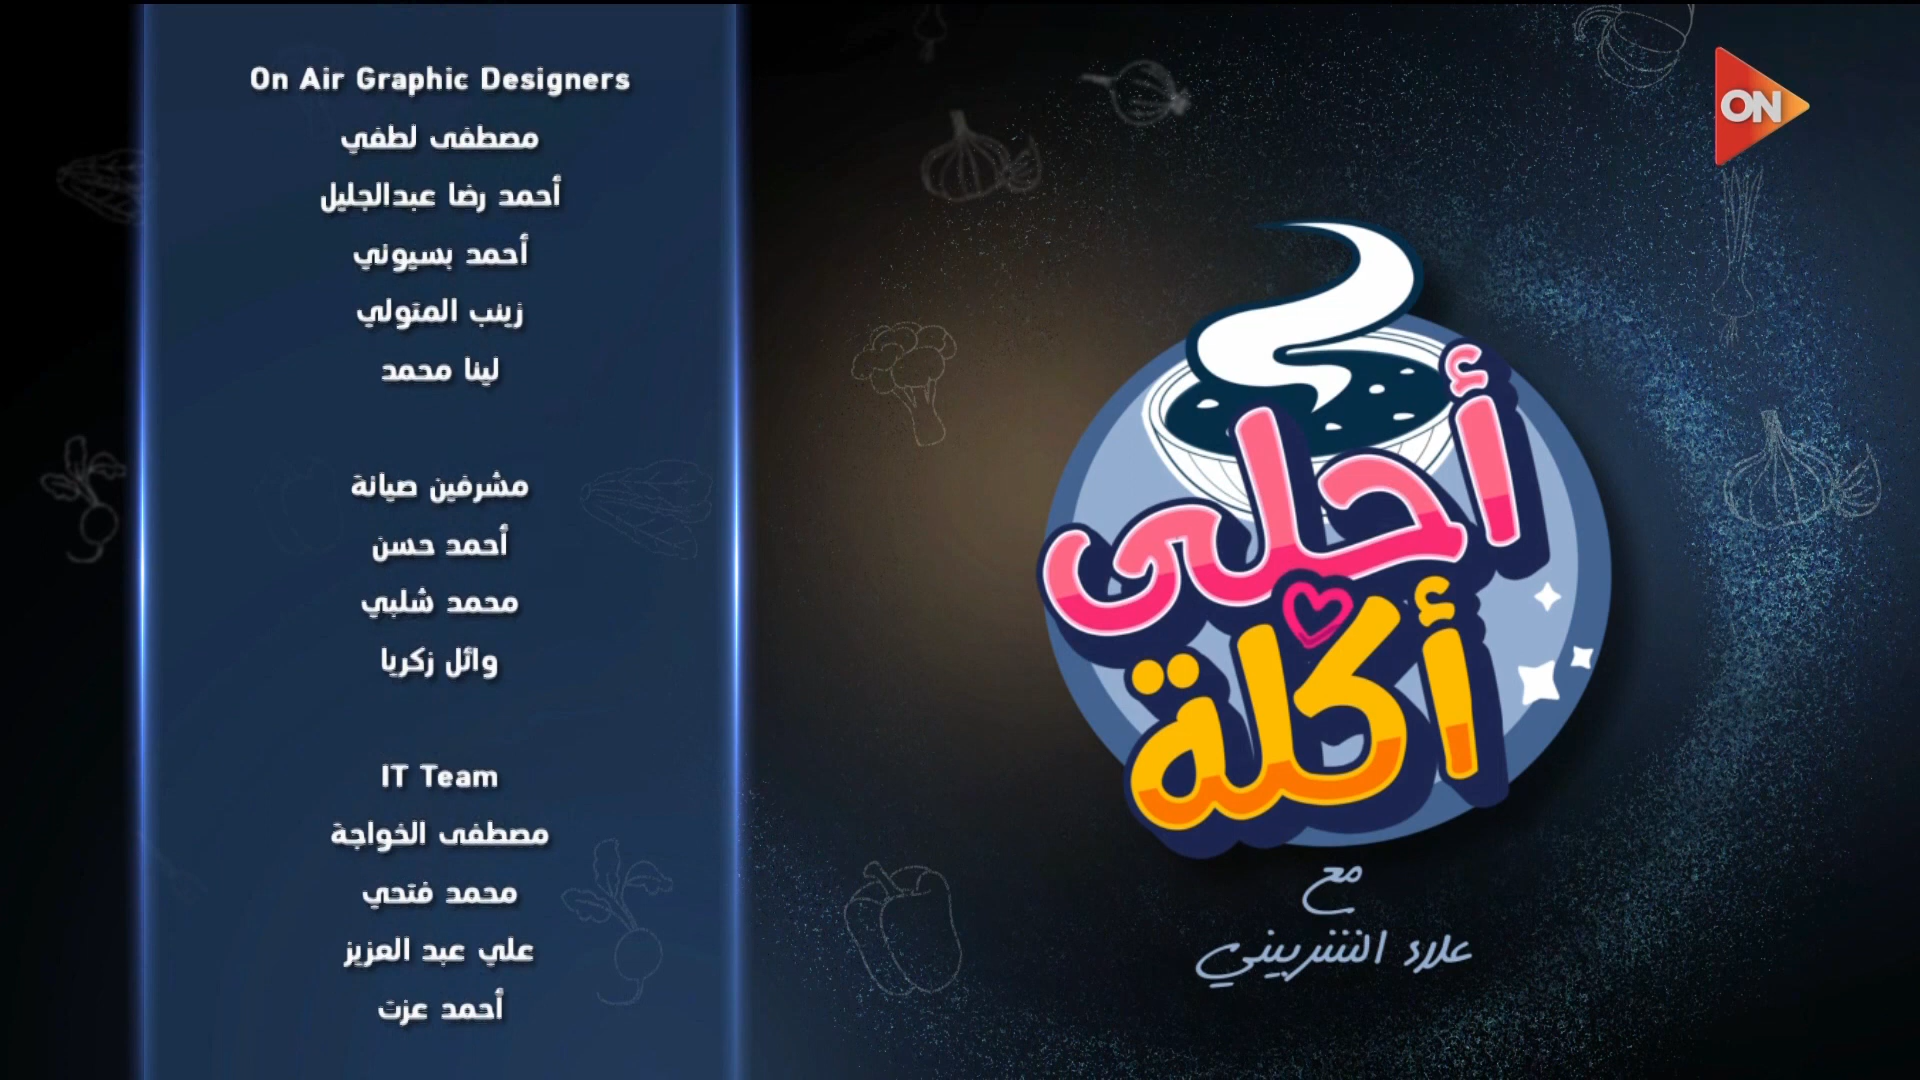 On Air Graphic Designers
مصطفى لطفي
أحمد رضا عبدالجليل
أحمد بسيوني
زينب المتولي
لينا محمد
مشرفين صيانة
أحمد حسن
محمد شلبي
وائل زكريا
IT Team
مصطفى الخواجة
محمد فتحي
علي عبد العزيز
أحمد عزت
ON
أحلى
أكلة
مع
علاء الشربيني